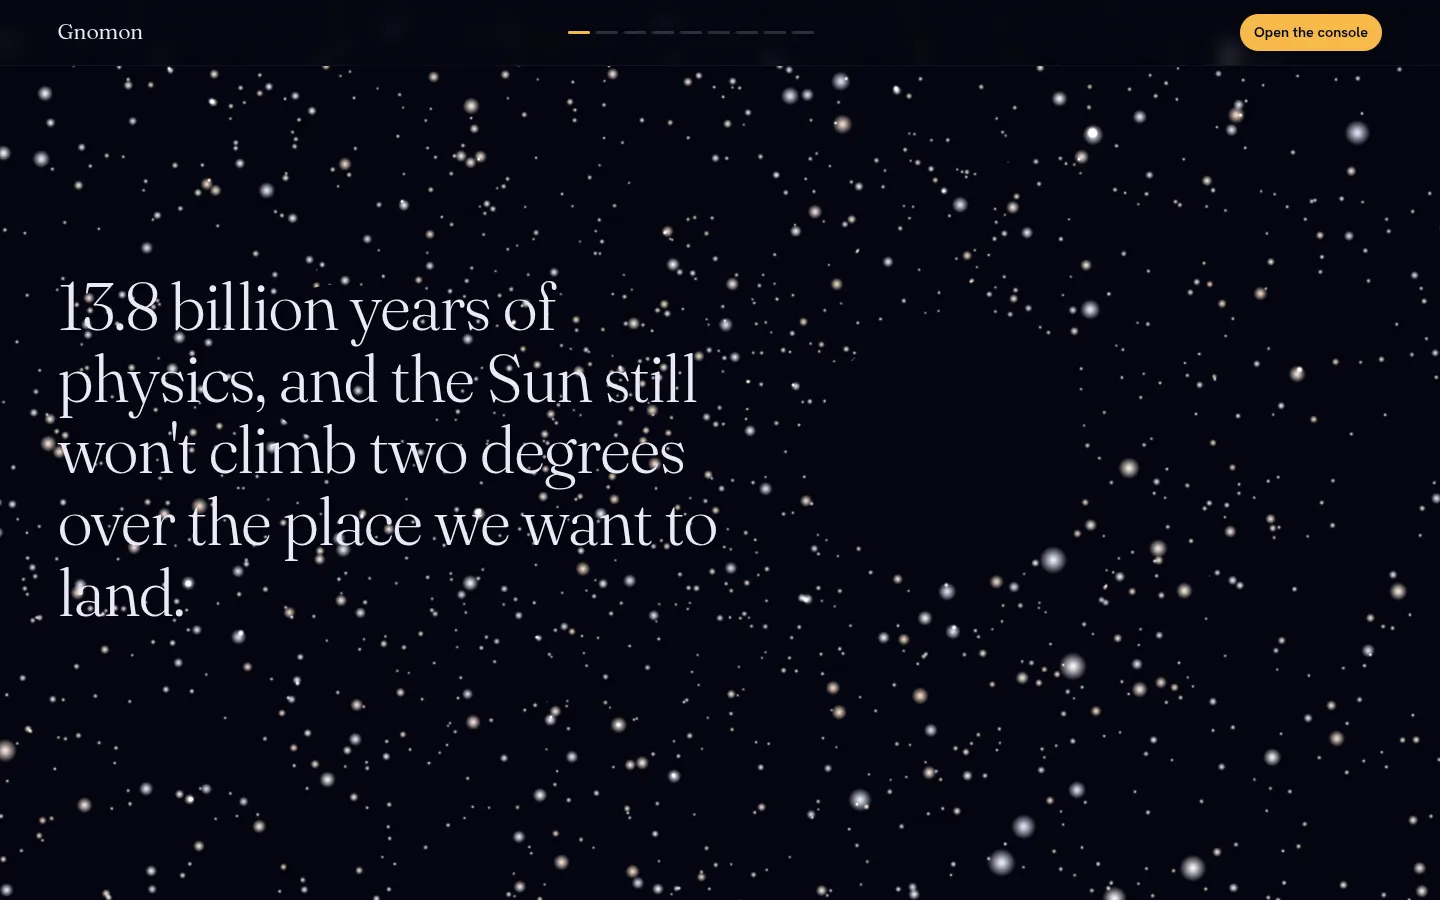 Gnomon
Open the console
13.8 billion years of
physics, and the Sun still
won't climb two degrees
over the place we want to
land.